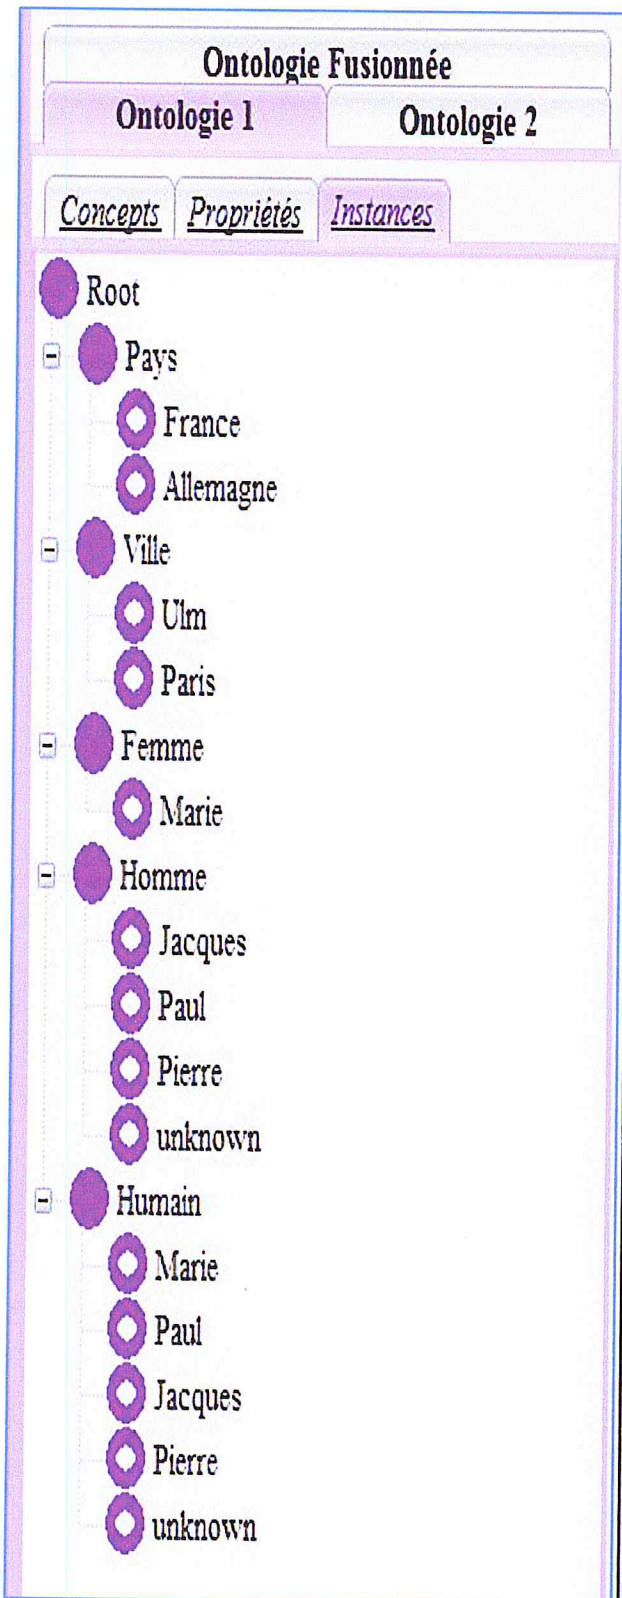 Ontologie Fusionnée
Ontologie 1 Ontologie 2
Concepts Propriétés Instances
Root
Pays
France
Allemagne
Ville
Ulm
Paris
Femme
Marie
Homme
Jacques
Paul
Pierre
unknown
Humain
Marie
Paul
Jacques
Pierre
unknown